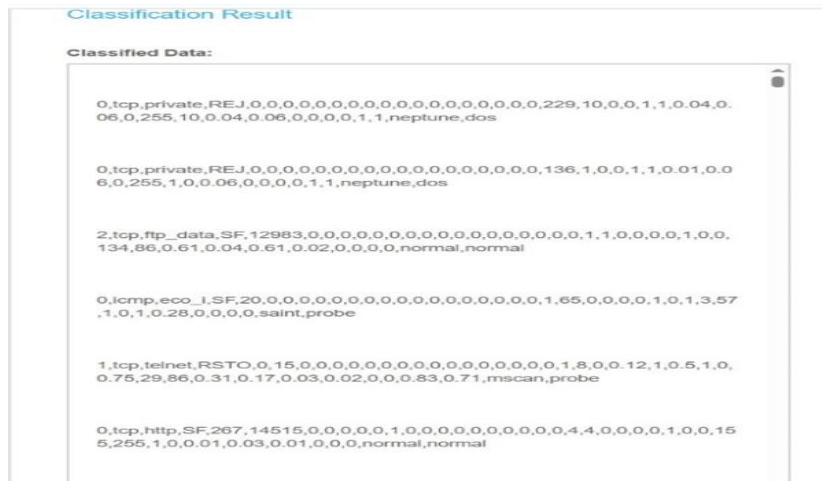 Classification Result
Classified Data:
0,tcp,private,REJ,0,0,0,0,0,0,0,0,0,0,0,0,0,0,0,0,0,0,229,10,0,0,1,1,0.04,0.
06,0,255,10,0.04,0.06,0,0,0,0,1,1,neptune,dos
0,tcp,private,REJ,0,0,0,0,0,0,0,0,0,0,0,0,0,0,0,0,0,0,136,1,0,0,1,1,0.01,0.0
6,0,255,1,0,0.06,0,0,0,0,1,1,neptune,dos
2,tcp,ftp_data,SF,12983,0,0,0,0,0,0,0,0,0,0,0,0,0,0,0,0,0,1,1,0,0,0,0,1,0,0,
134,86,0.61,0.04,0.61,0.02,0,0,0,0,normal,normal
0,icmp,eco_i,SF,20,0,0,0,0,0,0,0,0,0,0,0,0,0,0,0,0,0,1,65,0,0,0,0,1,0,1,3,57
,1,0,1,0.28,0,0,0,0,saint,probe
1,tcp,telnet,RSTO,0,15,0,0,0,0,0,0,0,0,0,0,0,0,0,0,0,0,1,8,0,0.12,1,0.5,1,0,
0.75,29,86,0.31,0.17,0.03,0.02,0,0,0.83,0.71,mscan,probe
0,tcp,http,SF,267,14515,0,0,0,0,0,1,0,0,0,0,0,0,0,0,0,0,4,4,0,0,0,0,1,0,0,15
5,255,1,0,0.01,0.03,0.01,0,0,0,normal,normal